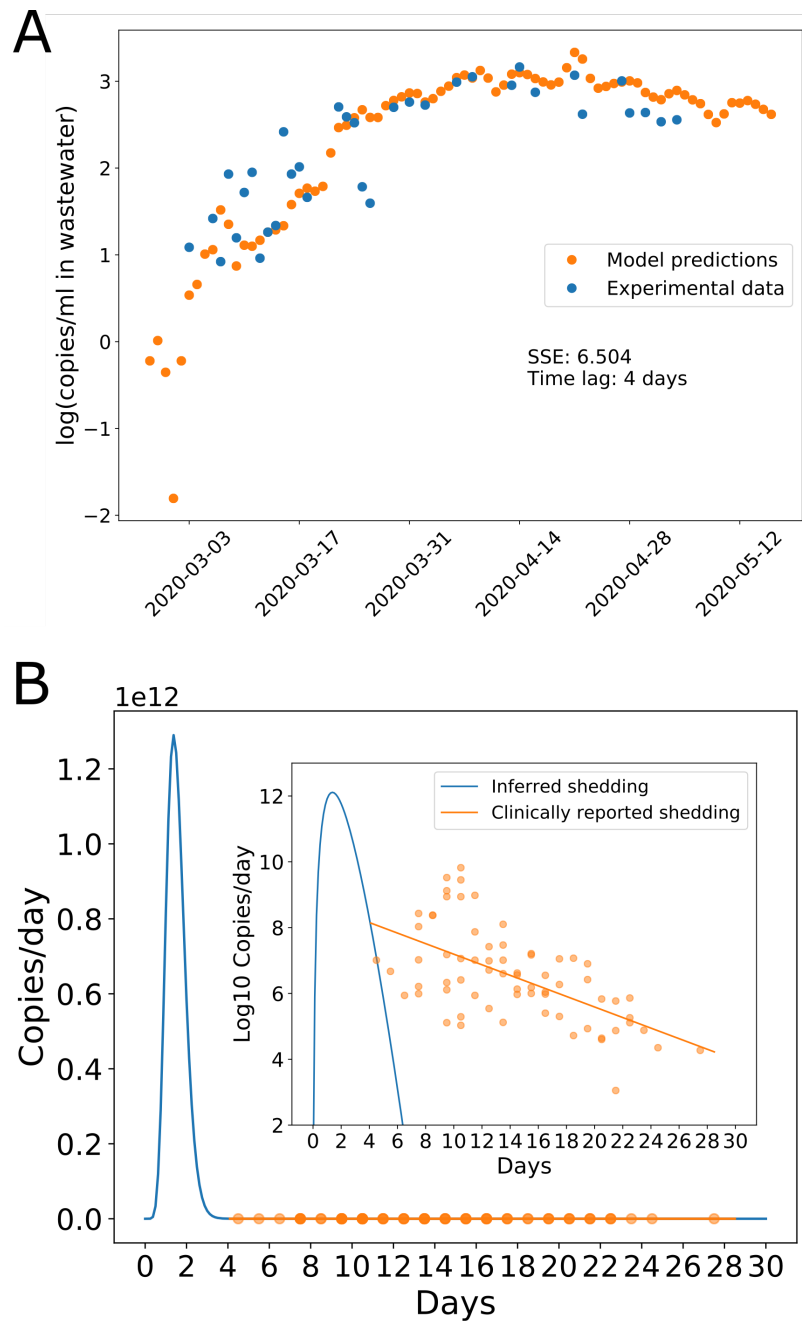 A
log(copies/ml in wastewater)
3
2
1
0
−1
−2
Model predictions
Experimental data
SSE: 6.504
Time lag: 4 days
2020-03-03
2020-03-17
2020-03-31
2020-04-14
2020-04-28
2020-05-12
B
1e12
Copies/day
1.2
1.0
0.8
0.6
0.4
0.2
0.0
Log10 Copies/day
12
10
8
6
4
2
Inferred shedding
Clinically reported shedding
0 2 4 6 8 10 12 14 16 18 20 22 24 26 28 30
Days
0 2 4 6 8 10 12 14 16 18 20 22 24 26 28 30
Days